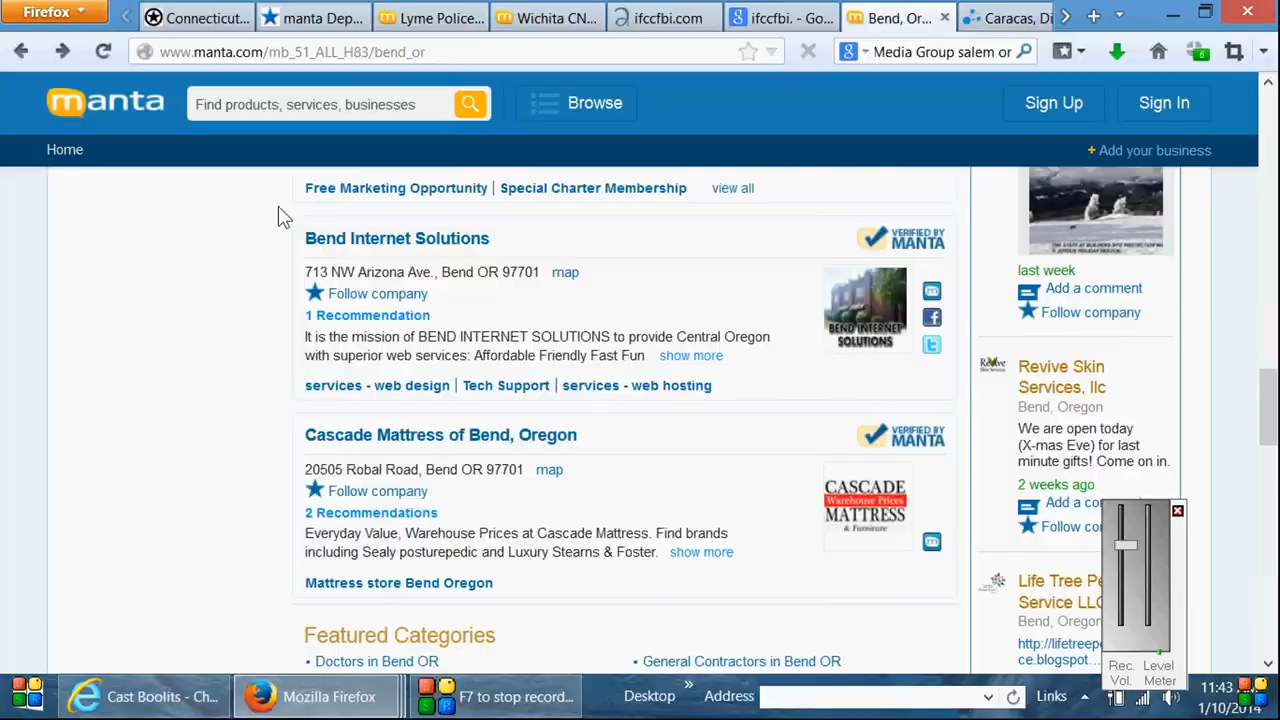 Firefox
Connecticut...
manta Dep...
Lyme Police...
Wichita CN...
ifccfbi.com
ifccfbi. - Go...
Bend, Or...
Caracas, Di
www.manta.com/mb_51_ALL_H83/bend_or
Media Group salem or
6
manta
Find products, services, businesses
Browse
Sign Up
Sign In
Home
+ Add your business
Free Marketing Opportunity | Special Charter Membership view all
Bend Internet Solutions
VERIFIED BY
MANTA
713 NW Arizona Ave., Bend OR 97701 map
Follow company
1 Recommendation
It is the mission of BEND INTERNET SOLUTIONS to provide Central Oregon
with superior web services: Affordable Friendly Fast Fun show more
services - web design | Tech Support | services - web hosting
BEND INTERNET
SOLUTIONS
Cascade Mattress of Bend, Oregon
VERIFIED BY
MANTA
20505 Robal Road, Bend OR 97701 map
Follow company
2 Recommendations
Everyday Value, Warehouse Prices at Cascade Mattress. Find brands
including Sealy posturepedic and Luxury Stearns & Foster. show more
Mattress store Bend Oregon
CASCADE
Warehouse Prices
MATTRESS
& Furniture
Featured Categories
▪ Doctors in Bend OR
▪ General Contractors in Bend OR
last week
Add a comment
Follow company
Revive
Revive Skin
Services, llc
Bend, Oregon
We are open today
(X-mas Eve) for last
minute gifts! Come on in.
2 weeks ago
Add a co
Follow com
Life Tree Pe
Service LLC
Bend, Oregon
http://lifetreep
ce.blogspot...
Rec. Level
Vol. Meter
Cast Boolits - Ch...
Mozilla Firefox
F7 to stop record...
Desktop
»
Address
Links
11:43 AM
1/10/2014